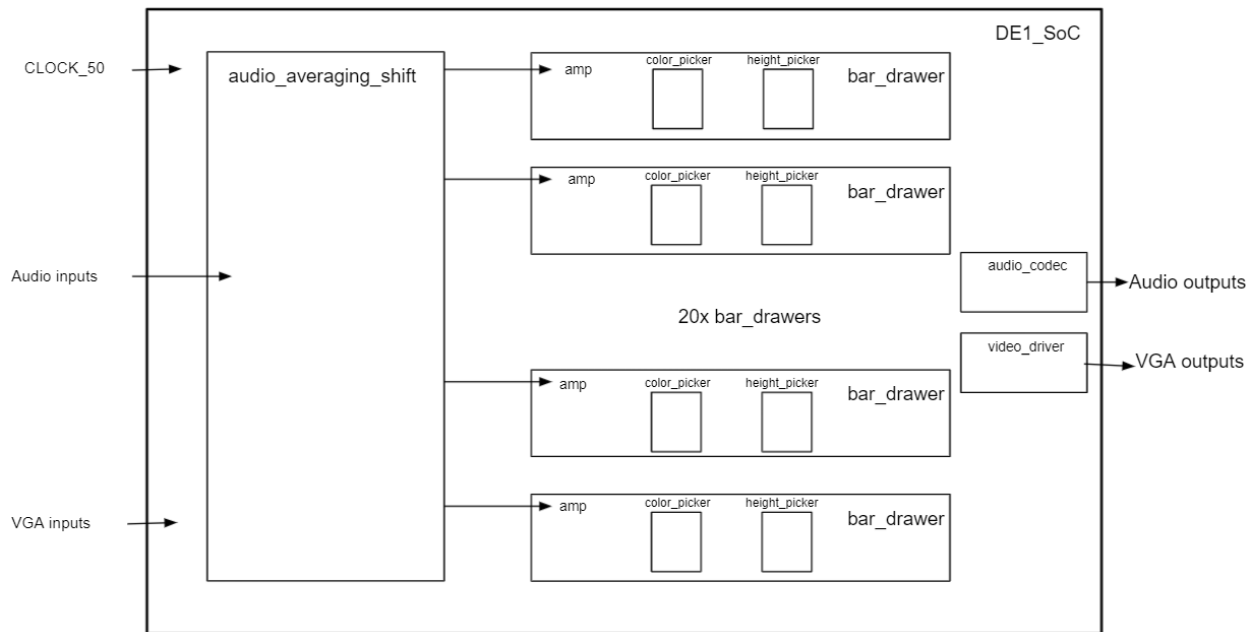 DE1_SoC
CLOCK_50
audio_averaging_shift
amp
color_picker
height_picker
bar_drawer
amp
color_picker
height_picker
bar_drawer
Audio inputs
audio_codec
Audio outputs
20x bar_drawers
video_driver
VGA outputs
amp
color_picker
height_picker
bar_drawer
VGA inputs
amp
color_picker
height_picker
bar_drawer